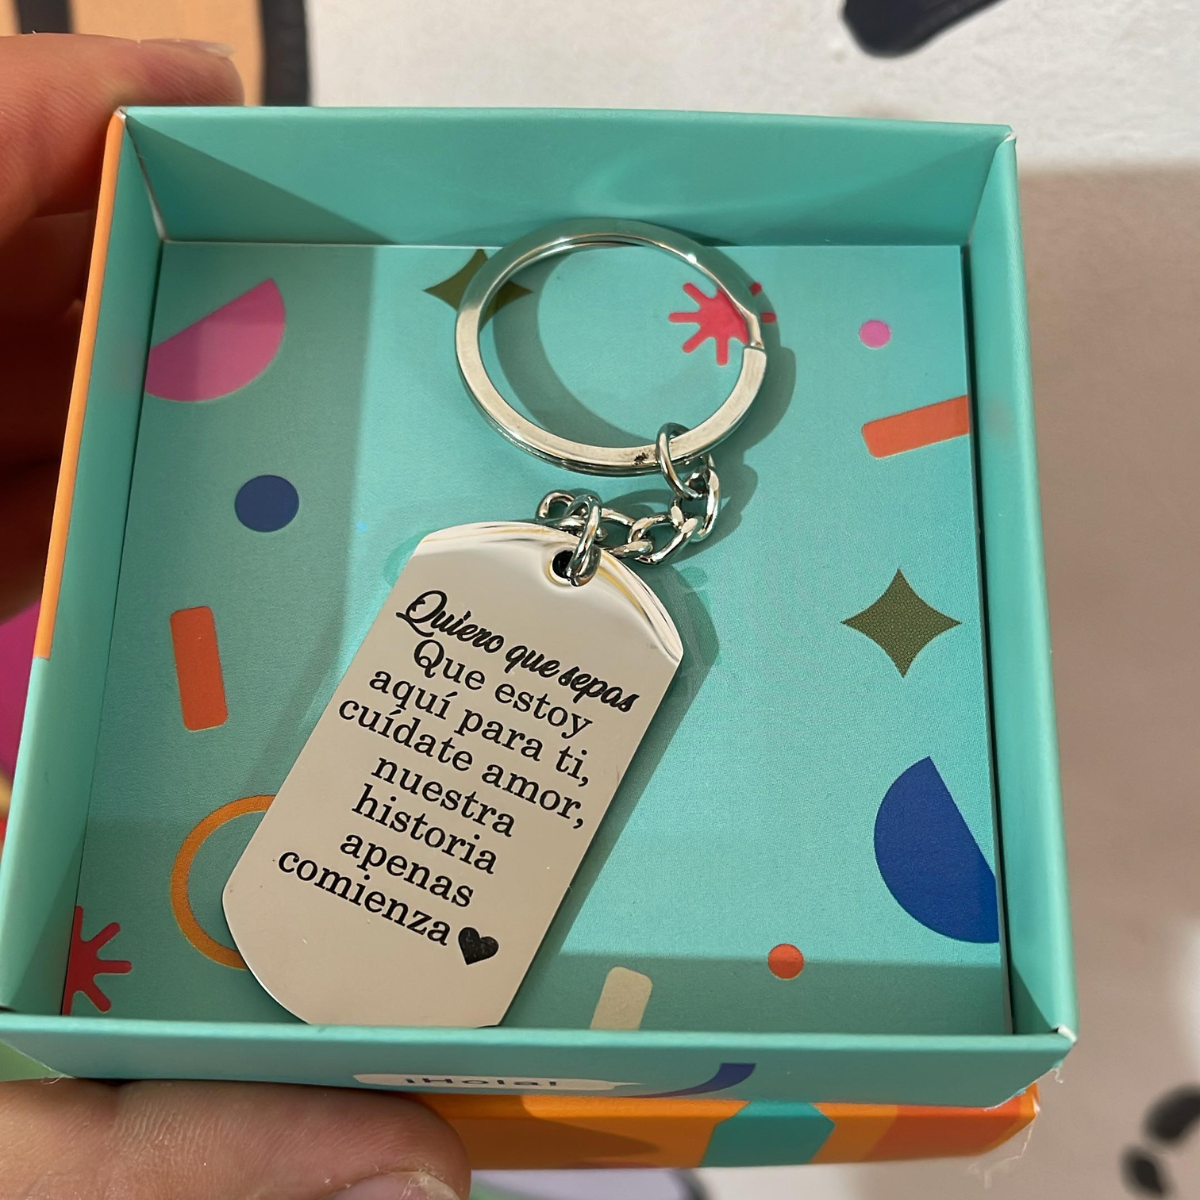 Quiero que sepas
Que estoy
aquí para ti,
cuídate amor,
nuestra
historia
apenas
comienza♥
¡Hola!